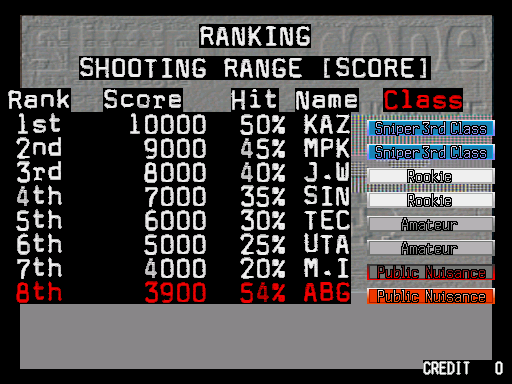 RANKING
SHOOTING RANGE [SCORE]
Rank Score Hit Name Class
1st 10000 50% KAZ Sniper 3rd Class
2nd 9000 45% MPK Sniper 3rd Class
3rd 8000 40% J.W Rookie
4th 7000 35% SIN Rookie
5th 6000 30% TEC Amateur
6th 5000 25% UTA Amateur
7th 4000 20% M.I Public Nuisance
8th 3900 54% ABG Public Nuisance
CREDIT 0